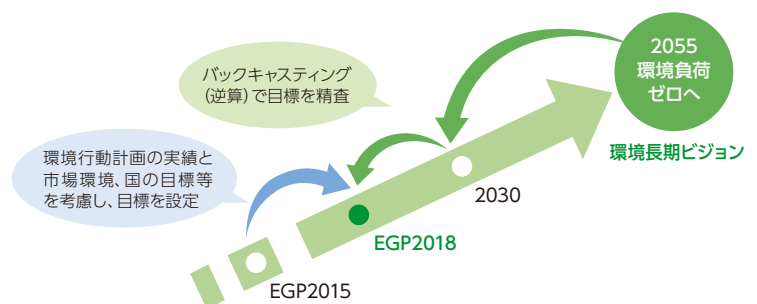 2055
環境負荷
ゼロへ
環境長期ビジョン
バックキャスティング
（逆算）で目標を精査
環境行動計画の実績と
市場環境、国の目標等
を考慮し、目標を設定
2030
EGP2018
EGP2015